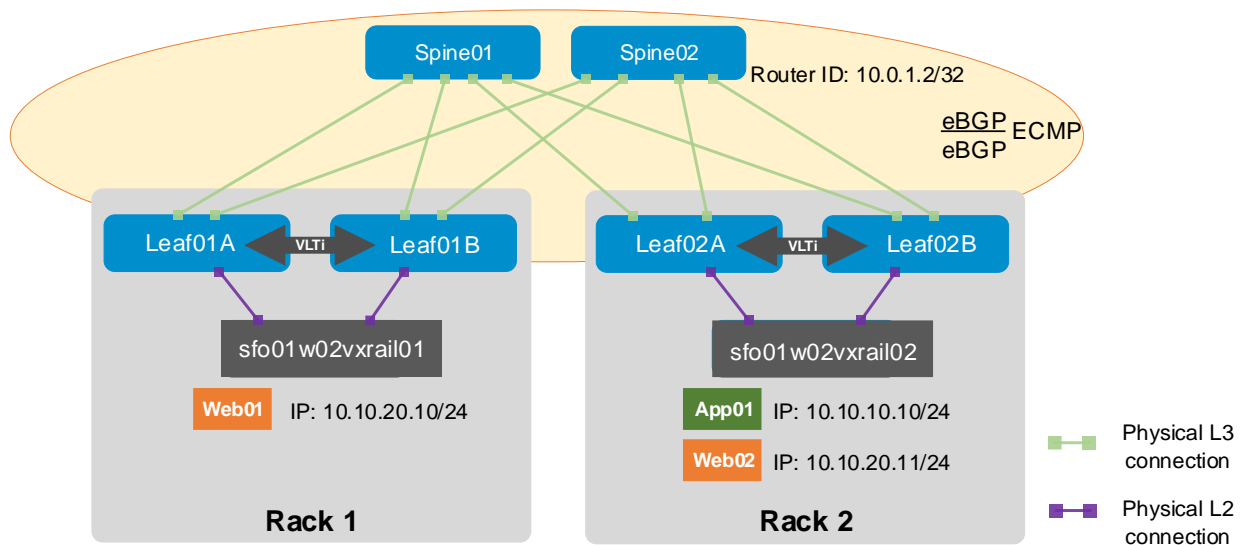 Spine01
Spine02
Router ID: 10.0.1.2/32
eBGP
eBGP
ECMP
Leaf01A
VLTi
Leaf01B
Leaf02A
VLTi
Leaf02B
sfo01w02vxrail01
sfo01w02vxrail02
Web01
IP: 10.10.20.10/24
App01
IP: 10.10.10.10/24
Web02
IP: 10.10.20.11/24
Rack 1
Rack 2
Physical L3
connection
Physical L2
connection